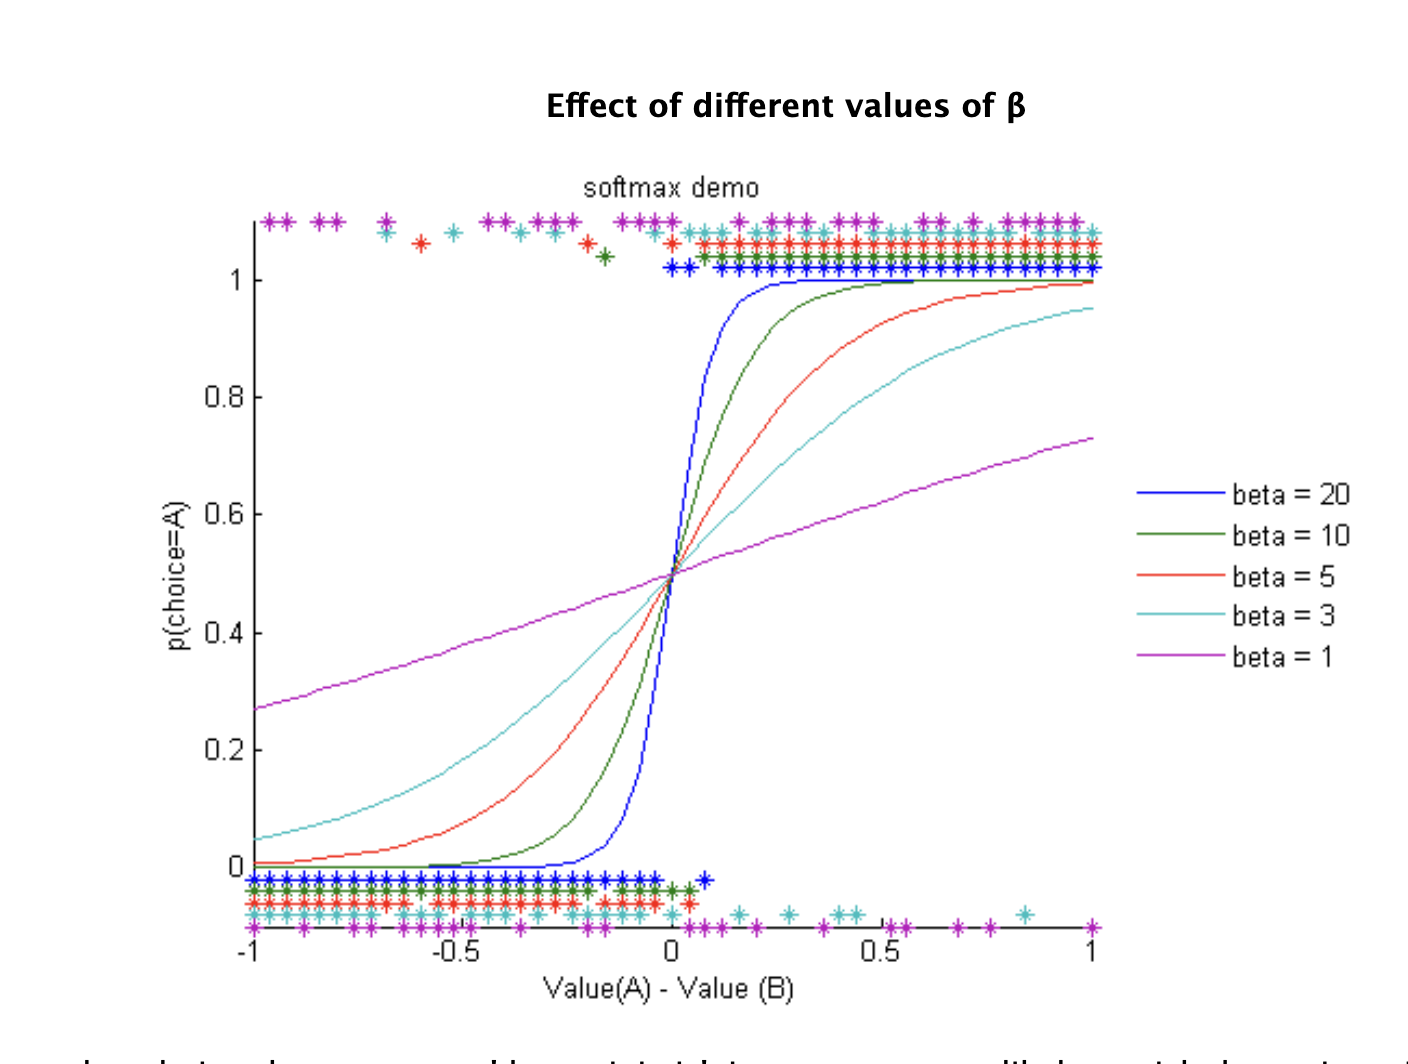 Effect of different values of β
softmax demo
1
0.8
0.6
0.4
0.2
0
p(choice=A)
-1
-0.5
0
0.5
1
Value(A) - Value (B)
beta = 20
beta = 10
beta = 5
beta = 3
beta = 1